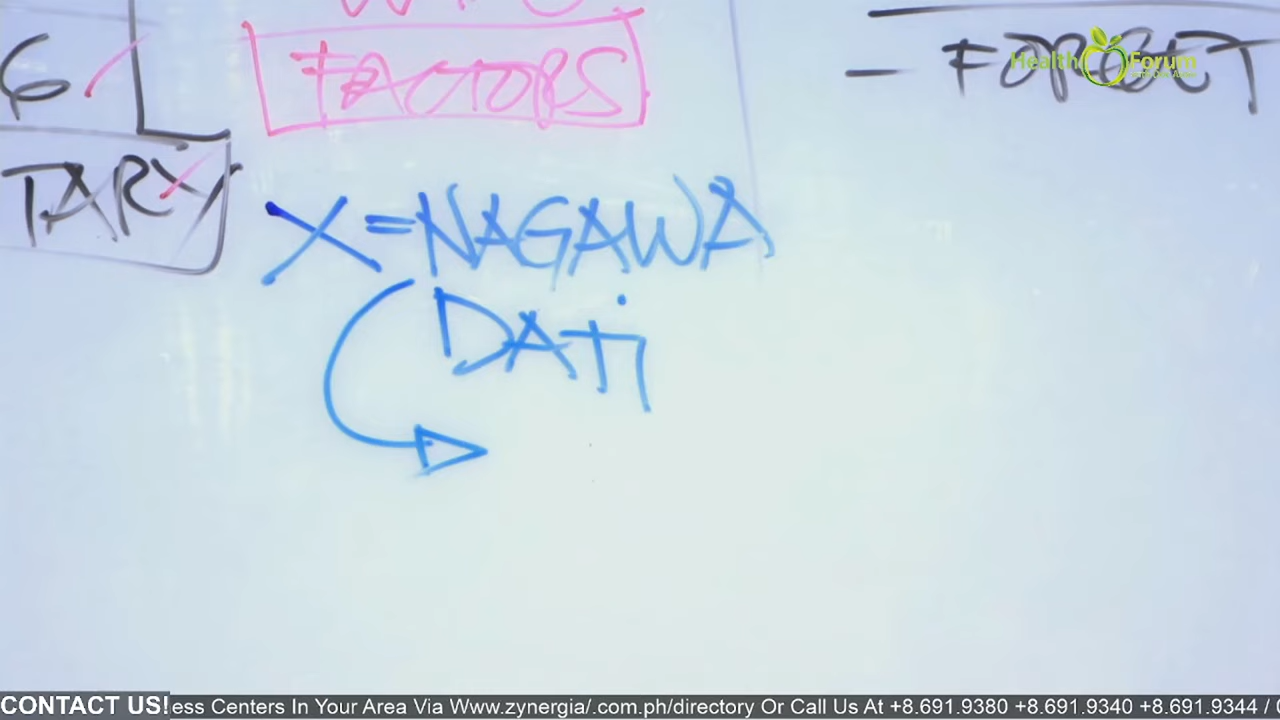 FACTORS
6
TARY
X = NAGAWA
DATI
- FORGET
Health Forum
CONTACT US!
ess Centers In Your Area Via Www.zynergia/.com.ph/directory Or Call Us At +8.691.9380 +8.691.9340 +8.691.9344 /